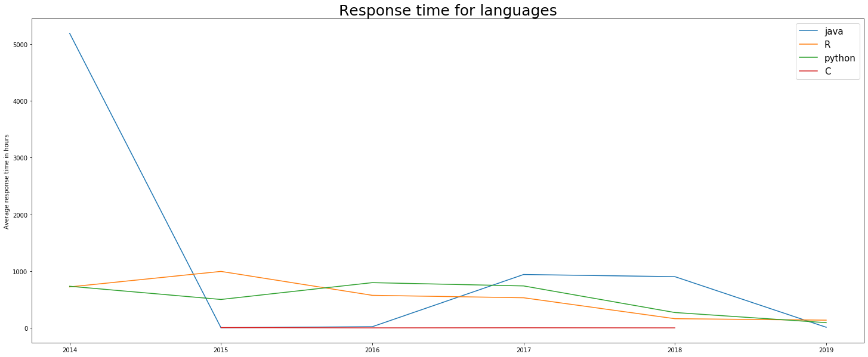 Response time for languages
java
R
python
C
Average response time in hours
5000
4000
3000
2000
1000
0
2014 2015 2016 2017 2018 2019